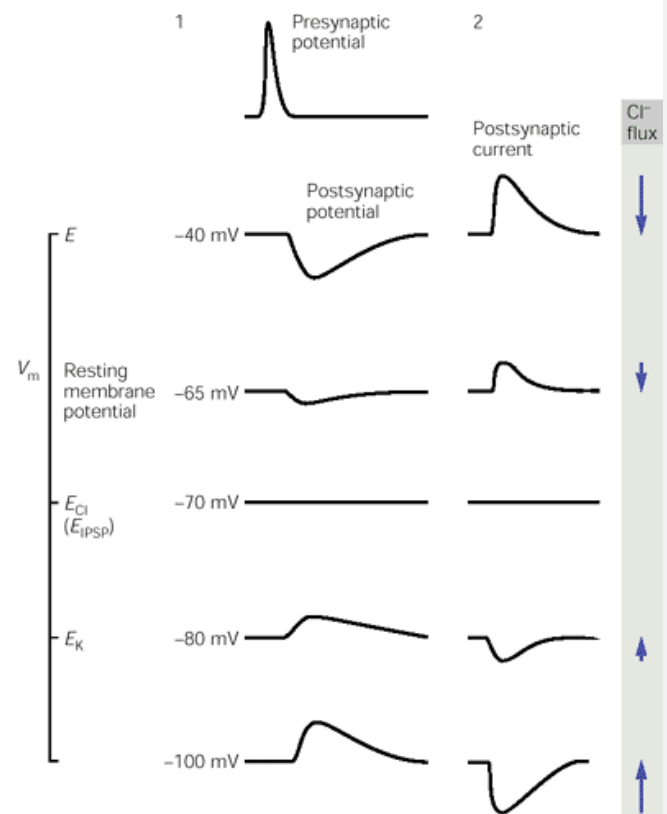 1
Presynaptic
potential
2
Cl⁻
flux
Postsynaptic
current
Postsynaptic
potential
E
–40 mV
Vm
Resting
membrane
potential
–65 mV
ECl
(EIPSP)
–70 mV
EK
–80 mV
–100 mV